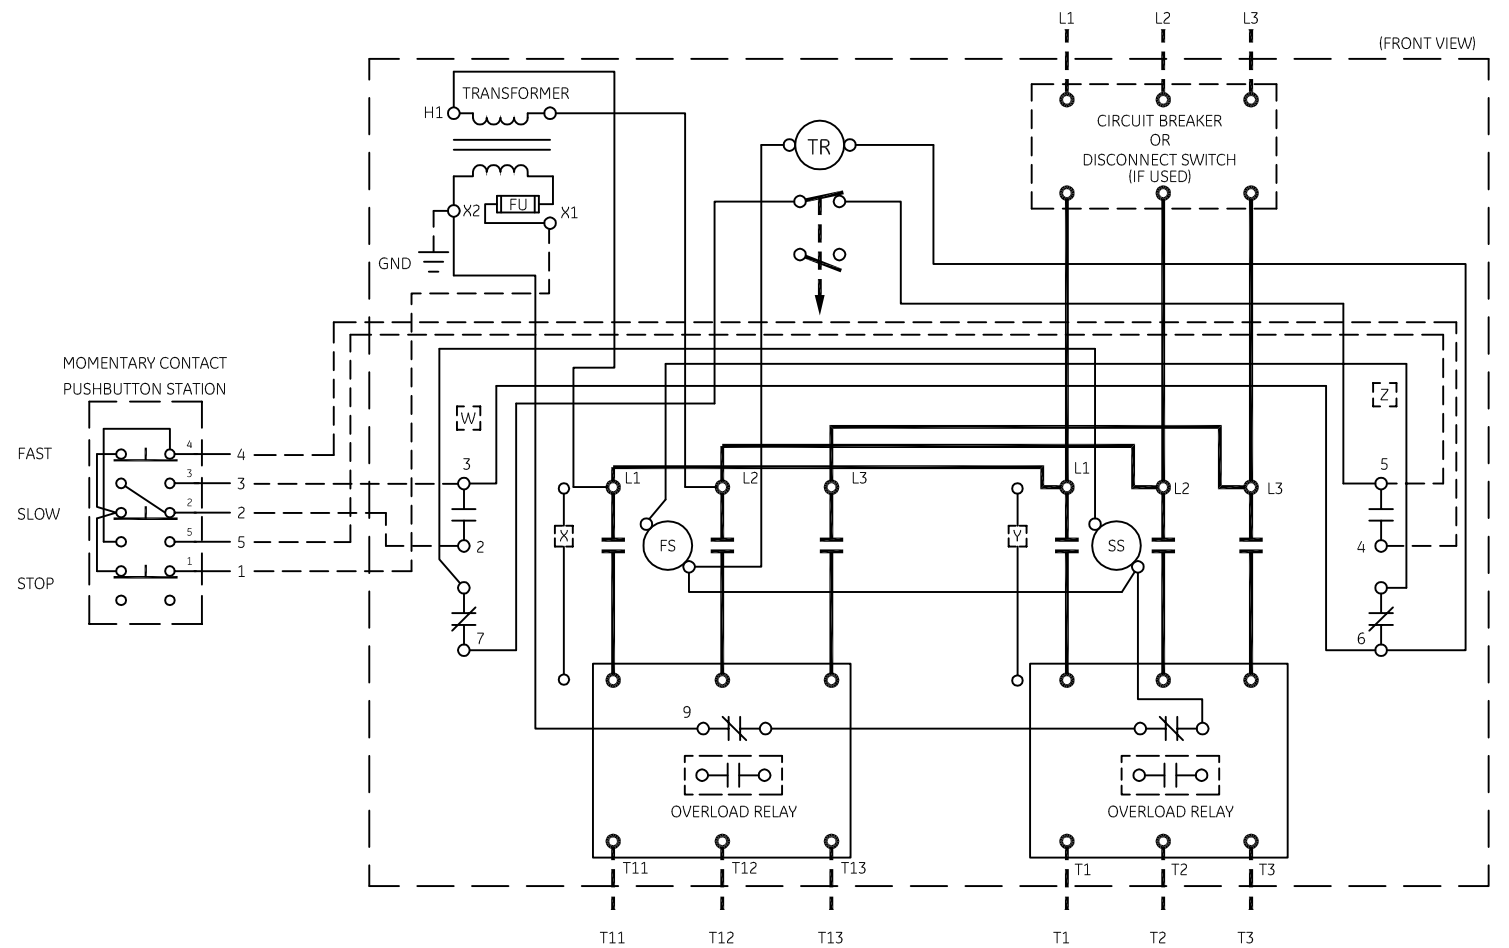 L1 L2 L3
(FRONT VIEW)
TRANSFORMER
H1
CIRCUIT BREAKER
OR
DISCONNECT SWITCH
(IF USED)
TR
FU
X2 X1
GND
MOMENTARY CONTACT
PUSHBUTTON STATION
W
Z
FAST 4 4
3 3
SLOW 2 2
5 5
STOP 1 1
3
2
7
5
4
6
L1 L2 L3
L1 L2 L3
X
FS
Y
SS
9
OVERLOAD RELAY
OVERLOAD RELAY
T11 T12 T13
T1 T2 T3
T11 T12 T13
T1 T2 T3